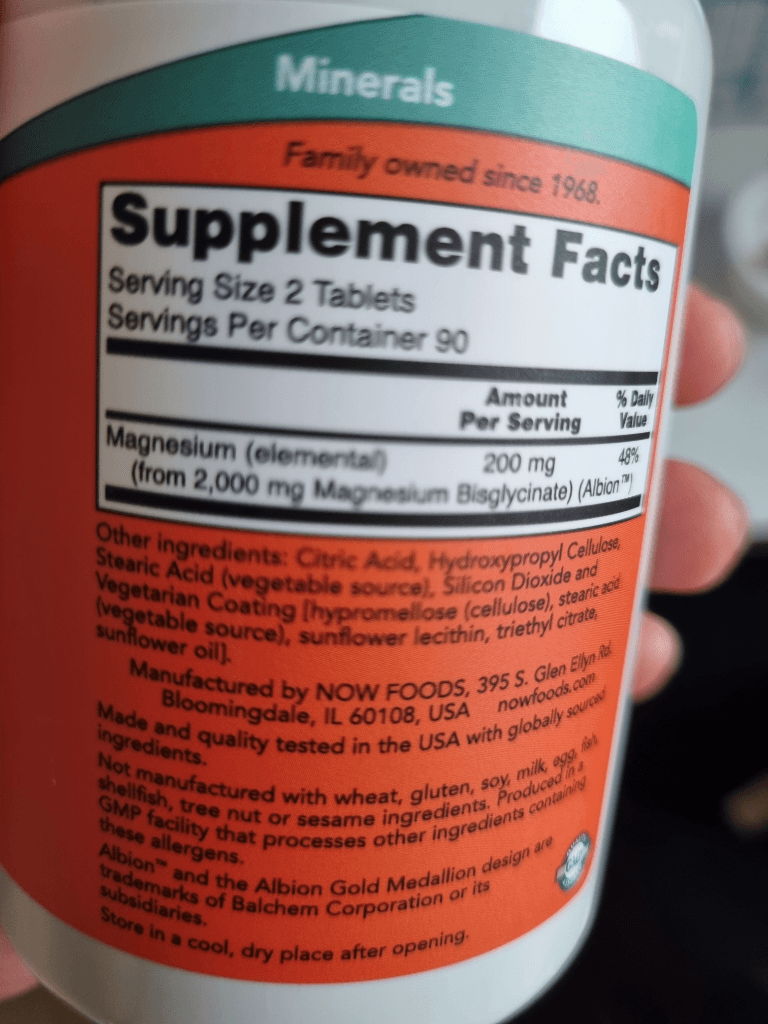 Minerals
Family owned since 1968.
Supplement Facts
Serving Size 2 Tablets
Servings Per Container 90
Amount Per Serving
% Daily Value
Magnesium (elemental) 200 mg 48%
(from 2,000 mg Magnesium Bisglycinate) (Albion™)
Other ingredients: Citric Acid, Hydroxypropyl Cellulose,
Stearic Acid (vegetable source), Silicon Dioxide and
Vegetarian Coating [hypromellose (cellulose), stearic acid
(vegetable source), sunflower lecithin, triethyl citrate,
sunflower oil].
Manufactured by NOW FOODS, 395 S. Glen Ellyn Rd.
Bloomingdale, IL 60108, USA nowfoods.com
Made and quality tested in the USA with globally sourced
ingredients.
Not manufactured with wheat, gluten, soy, milk, egg, fish,
shellfish, tree nut or sesame ingredients. Produced in a
GMP facility that processes other ingredients containing
these allergens.
Albion™ and the Albion Gold Medallion design are
trademarks of Balchem Corporation or its
subsidiaries.
Store in a cool, dry place after opening.